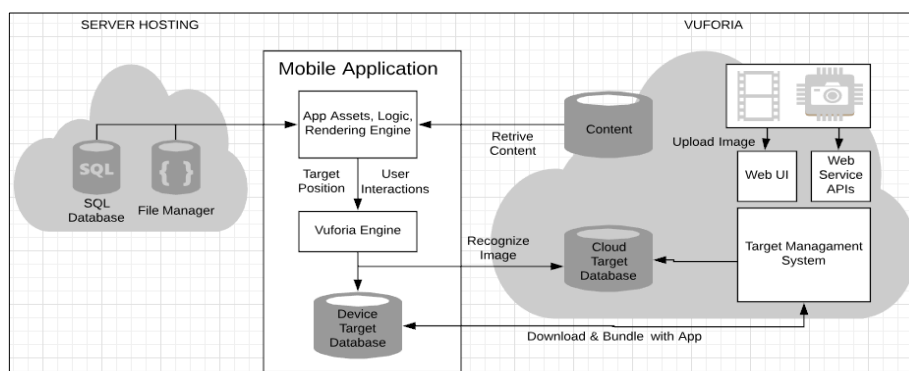 SERVER HOSTING
VUFORIA
Mobile Application
App Assets, Logic,
Rendering Engine
Retrive
Content
Content
Upload Image
Web UI
Web
Service
APIs
SQL
{ }
SQL
Database
File Manager
Target
Position
User
Interactions
Vuforia Engine
Recognize
Image
Cloud
Target
Database
Target Managament
System
Device
Target
Database
Download & Bundle with App